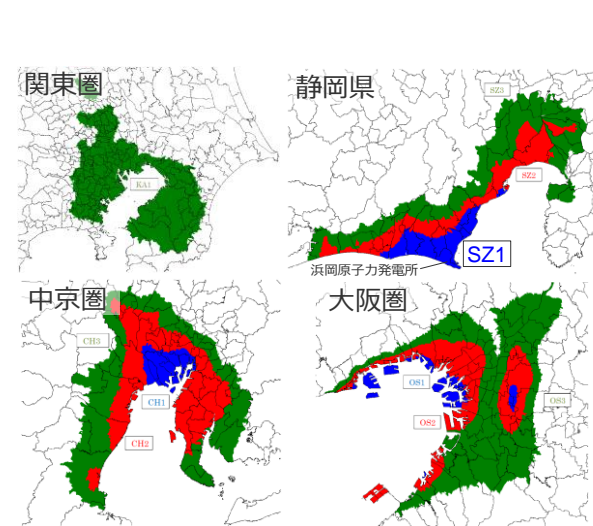 関東圏
KA1
静岡県
SZ3
SZ2
SZ1
浜岡原子力発電所
中京圏
CH3
CH1
CH2
大阪圏
OS1
OS2
OS3